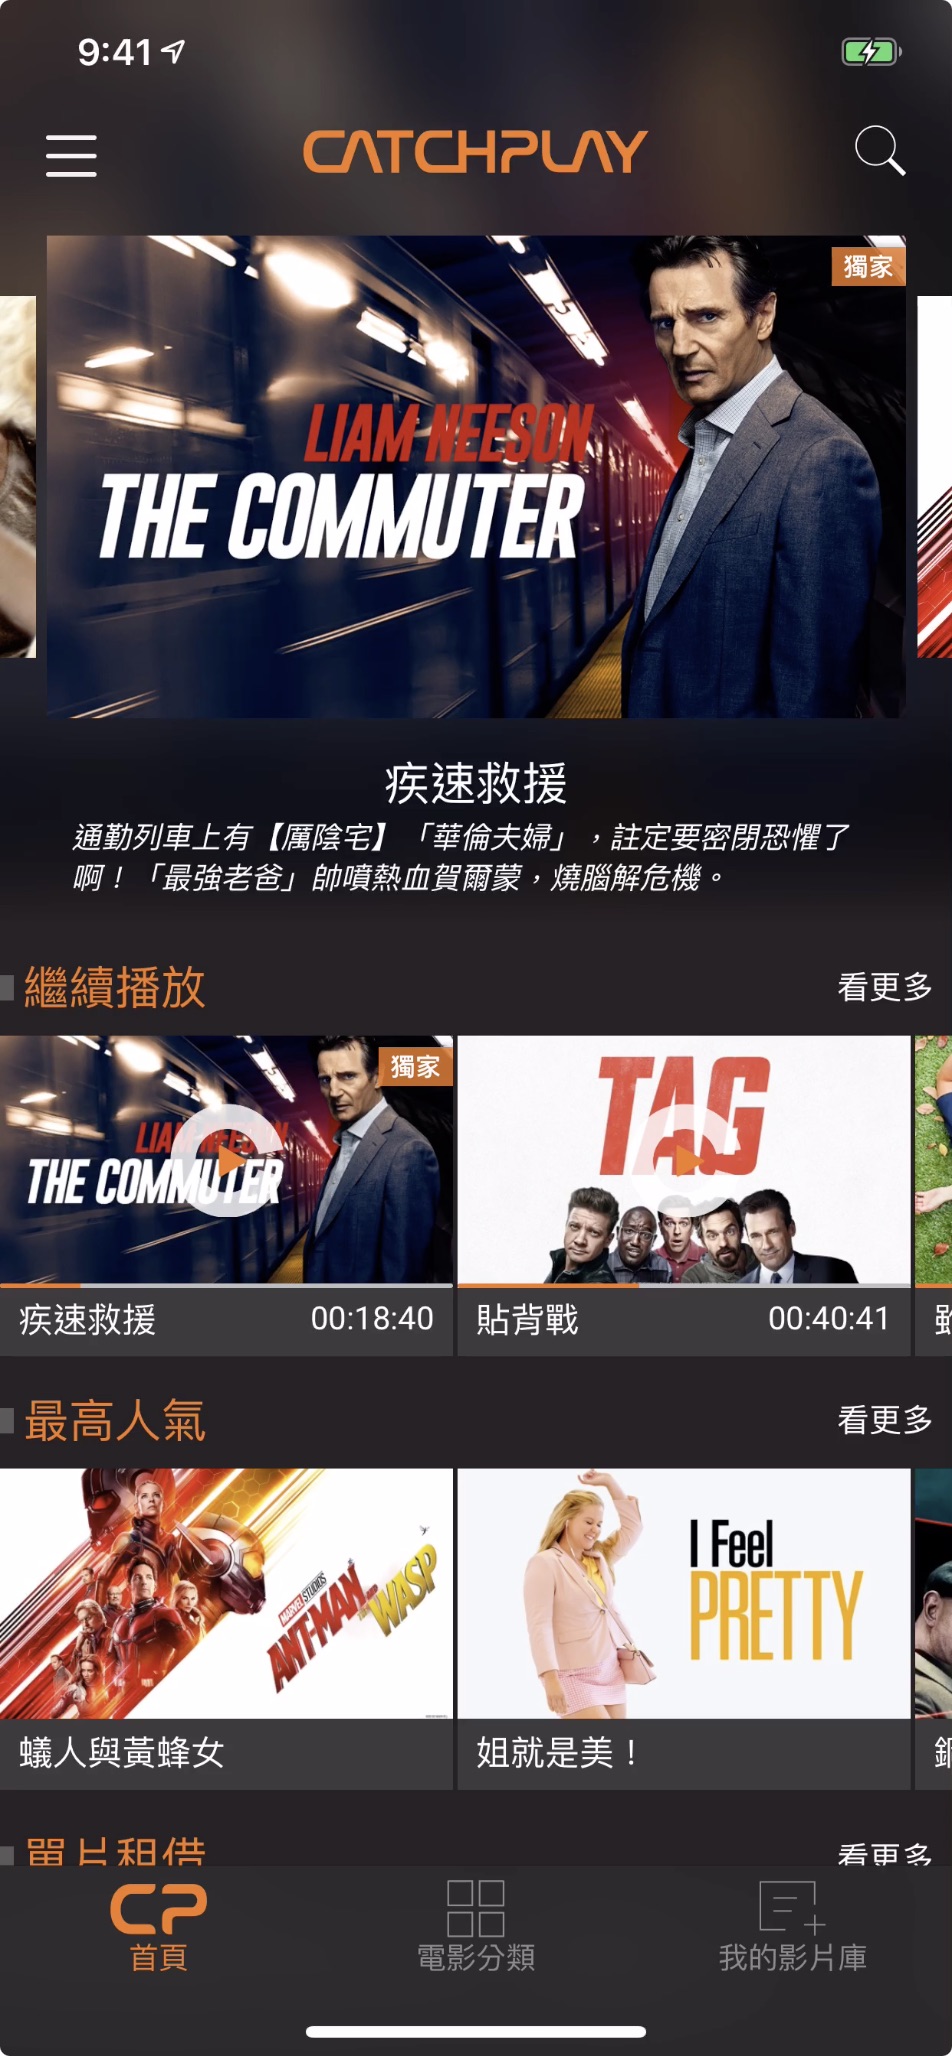 9:41
CATCHPLAY
獨家
LIAM NEESON
THE COMMUTER
疾速救援
通勤列車上有【厲陰宅】「華倫夫婦」，註定要密閉恐懼了
啊！「最強老爸」帥噴熱血賀爾蒙，燒腦解危機。
繼續播放 看更多
獨家
LIAM NEESON
THE COMMUTER
TAG
疾速救援 00:18:40
貼背戰 00:40:41
雖
最高人氣 看更多
MARVEL STUDIOS
ANT-MAN AND THE WASP
I Feel
PRETTY
蟻人與黃蜂女
姐就是美！
單片租借 看更多
CP
首頁
電影分類
我的影片庫